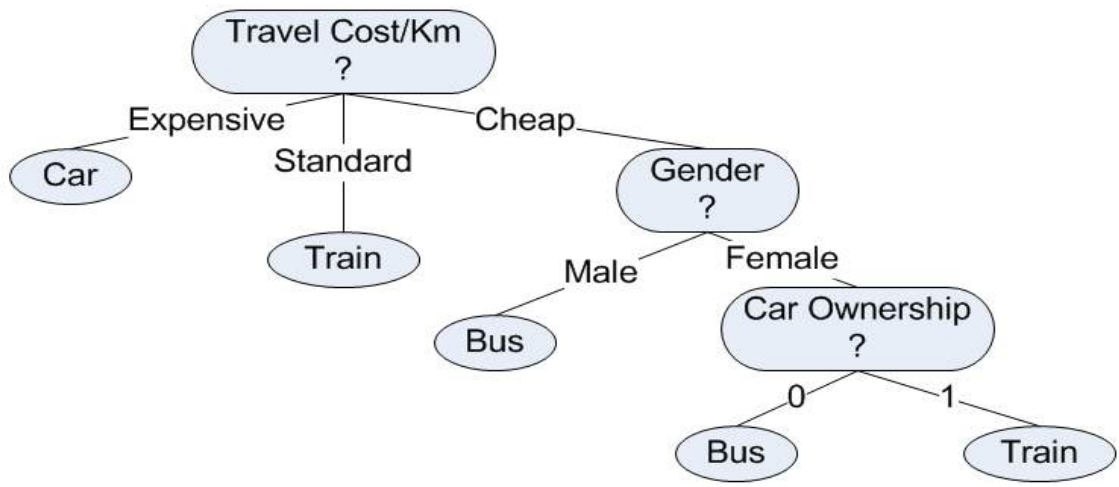 Travel Cost/Km
?
Expensive
Cheap
Standard
Car
Gender
?
Train
Male
Female
Bus
Car Ownership
?
0
1
Bus
Train